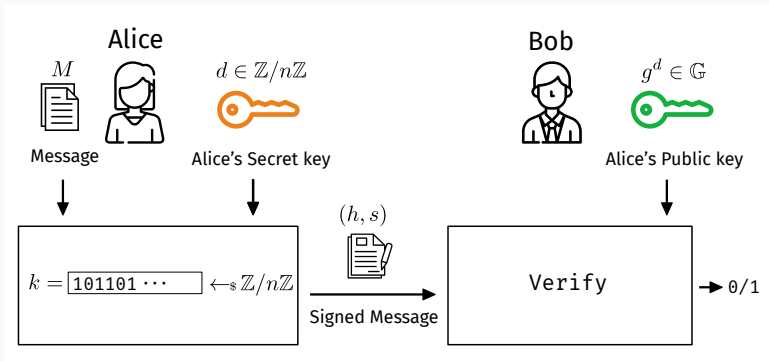 Alice
Bob
M
d ∈ ℤ/nℤ
g^d ∈ 𝔾
Message
Alice's Secret key
Alice's Public key
(h, s)
k = 101101 ··· ←$ ℤ/nℤ
Verify
0/1
Signed Message